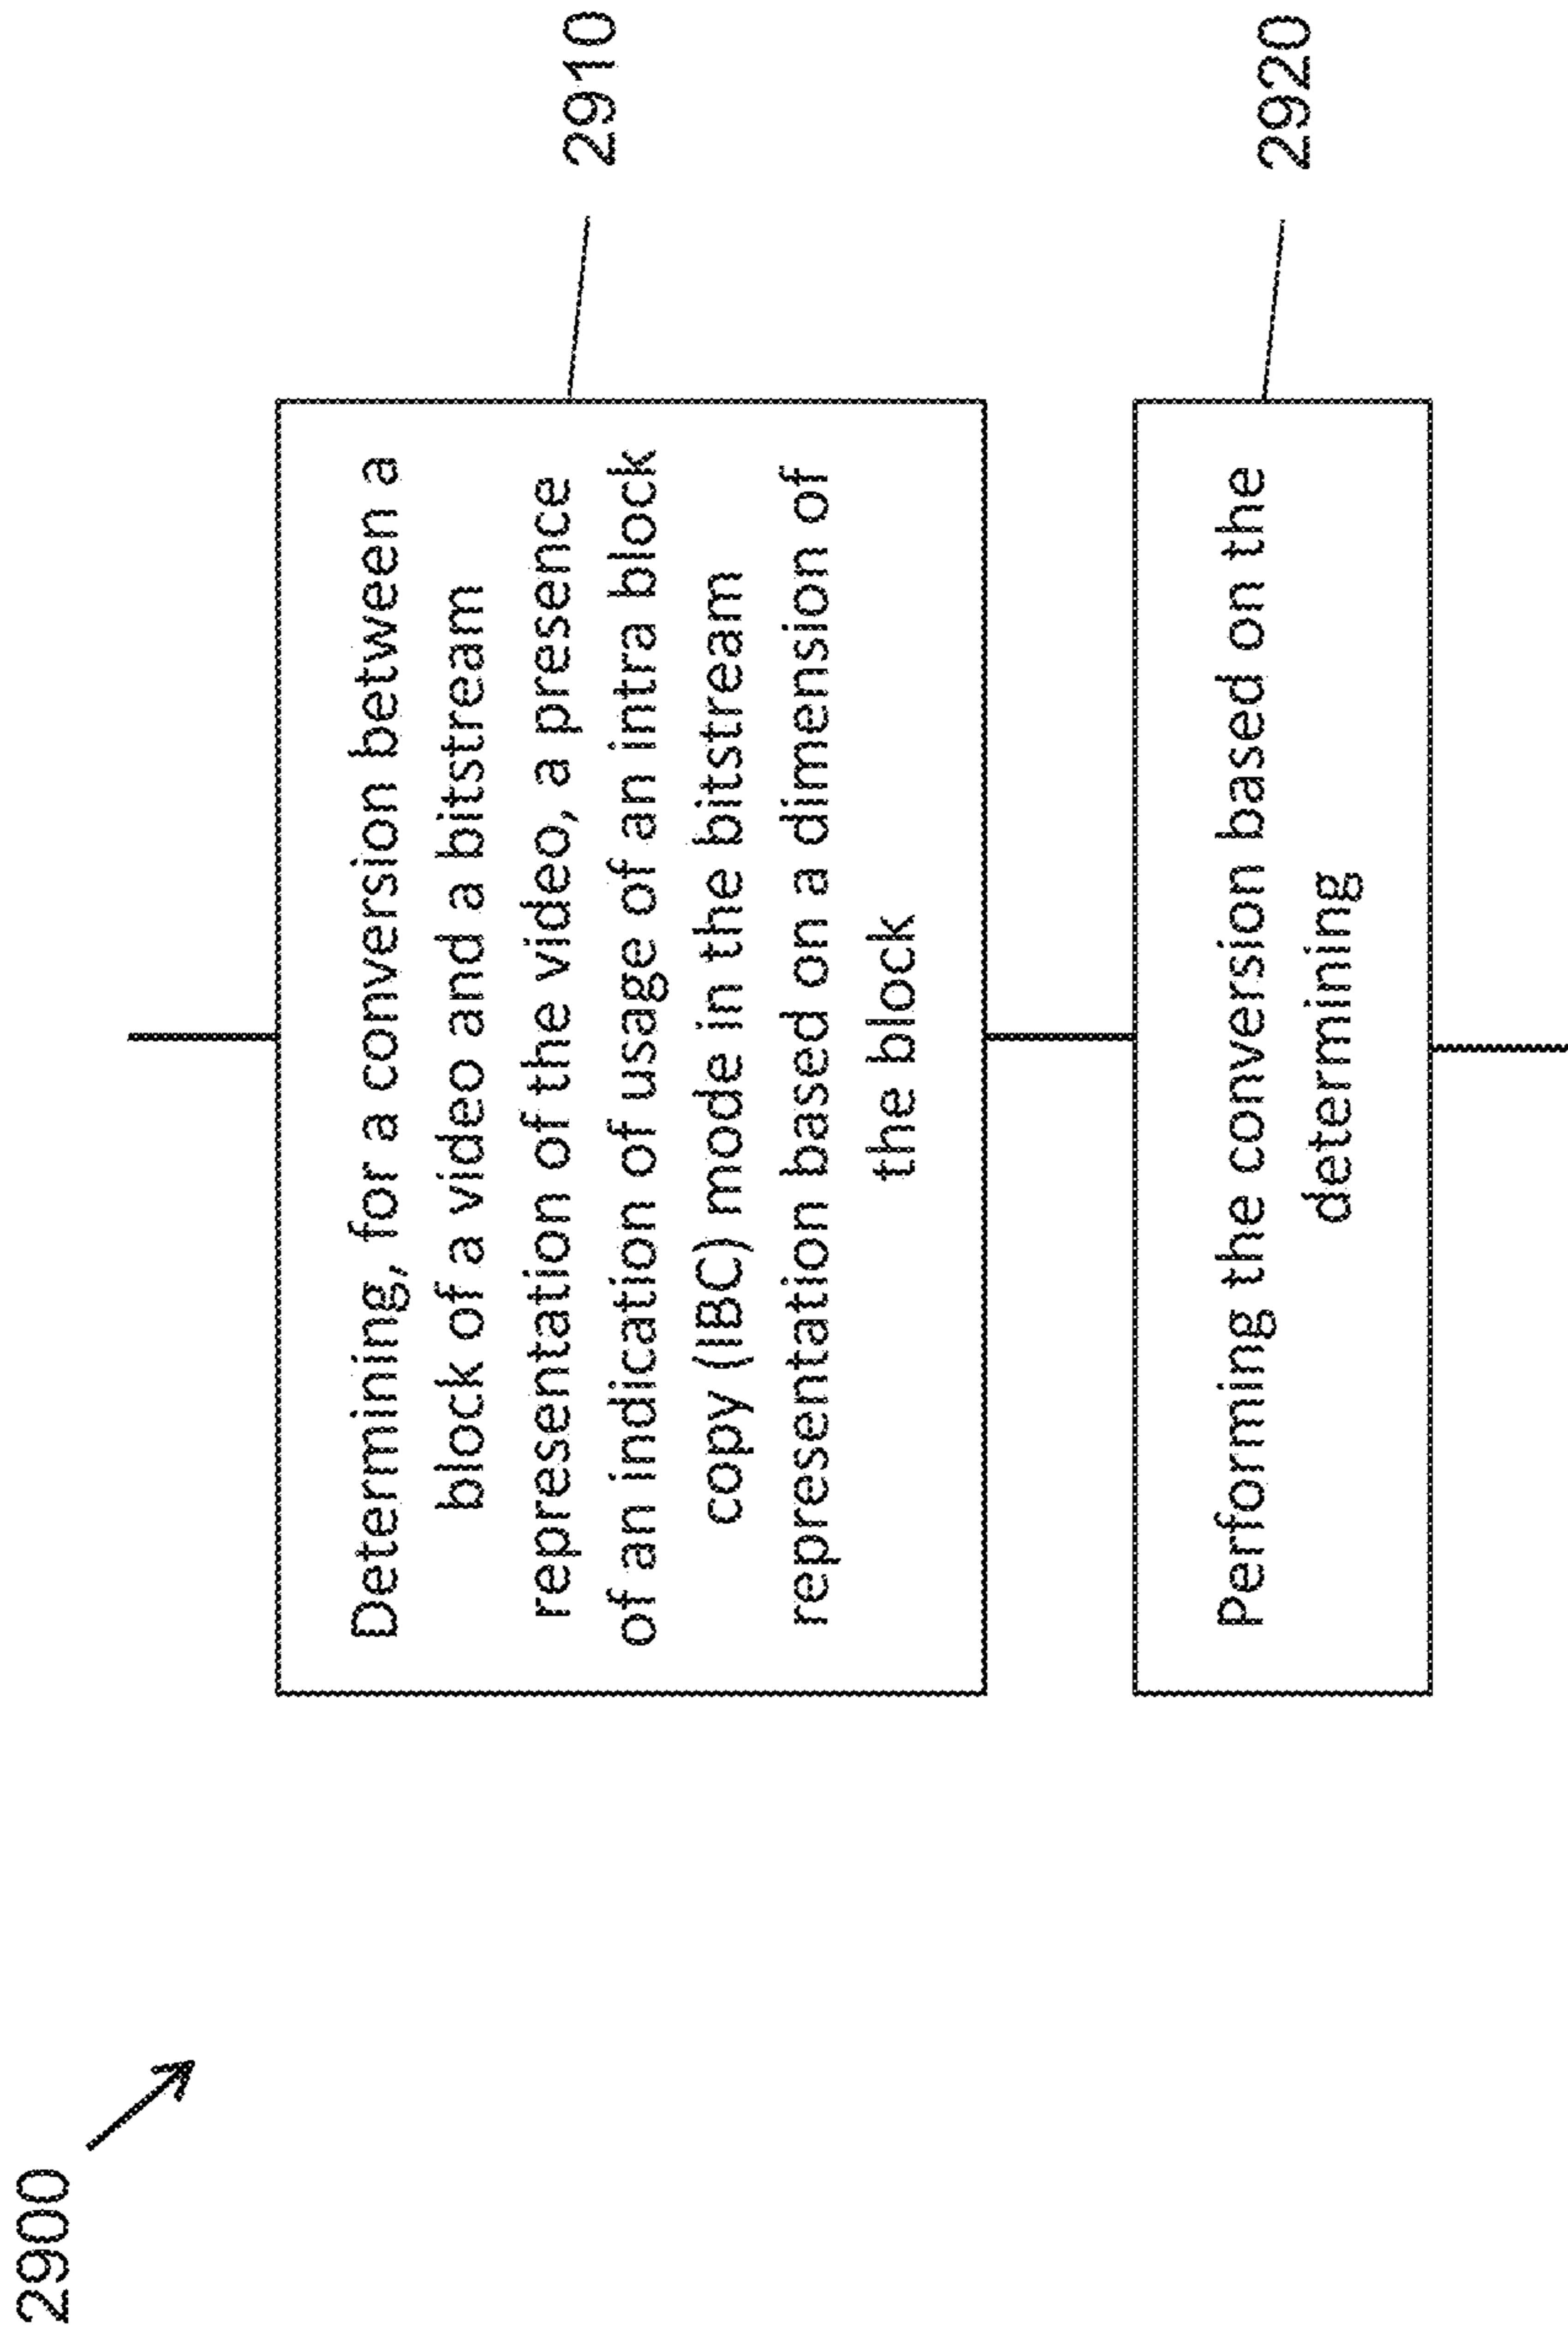 2900
Determining, for a conversion between a
block of a video and a bitstream
representation of the video, a presence
of an indication of usage of an intra block
copy (IBC) mode in the bitstream
representation based on a dimension of
the block
2910
Performing the conversion based on the
determining
2920